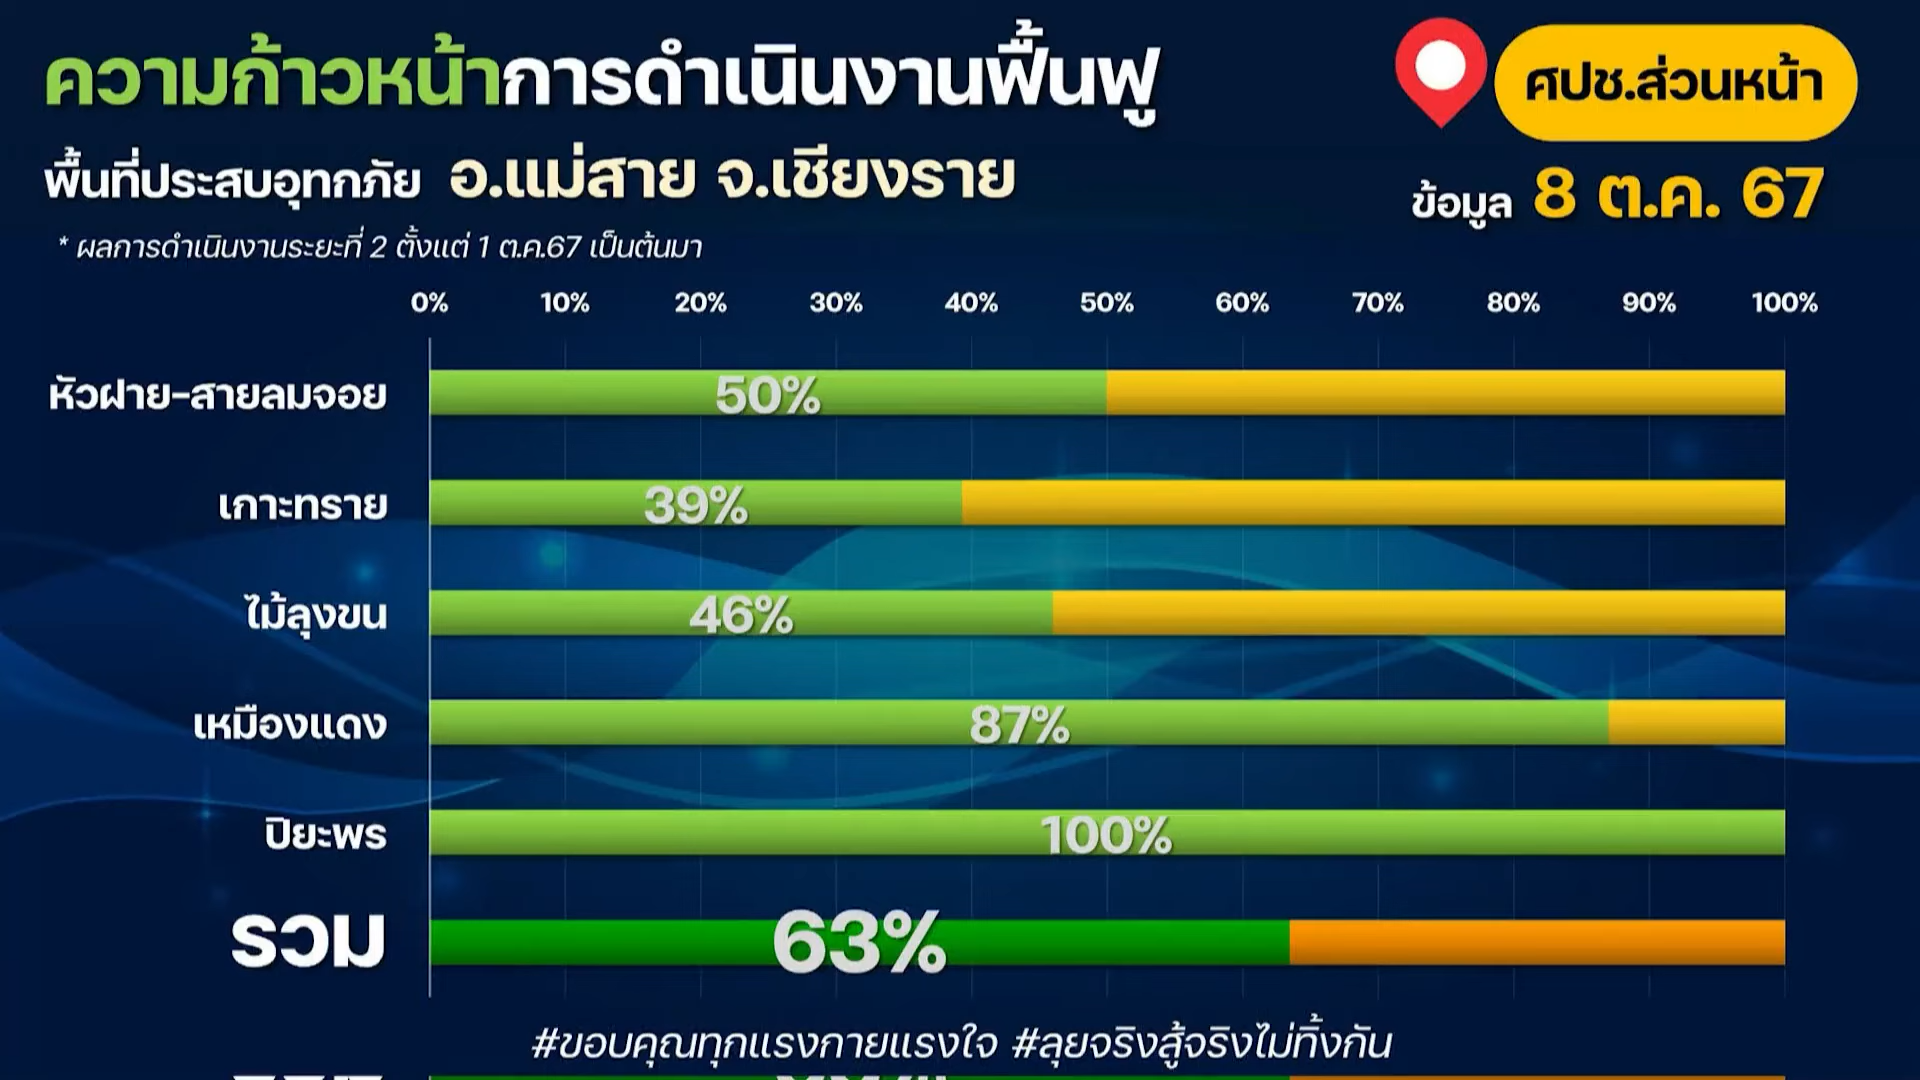 ความก้าวหน้าการดำเนินงานฟื้นฟู
ศปช.ส่วนหน้า
พื้นที่ประสบอุทกภัย อ.แม่สาย จ.เชียงราย
ข้อมูล 8 ต.ค. 67
* ผลการดำเนินงานระยะที่ 2 ตั้งแต่ 1 ต.ค.67 เป็นต้นมา
0% 10% 20% 30% 40% 50% 60% 70% 80% 90% 100%
หัวฝาย-สายลมจอย 50%
เกาะทราย 39%
ไม้ลุงขน 46%
เหมืองแดง 87%
ปิยะพร 100%
รวม 63%
#ขอบคุณทุกแรงกายแรงใจ #ลุยจริงสู้จริงไม่ทิ้งกัน